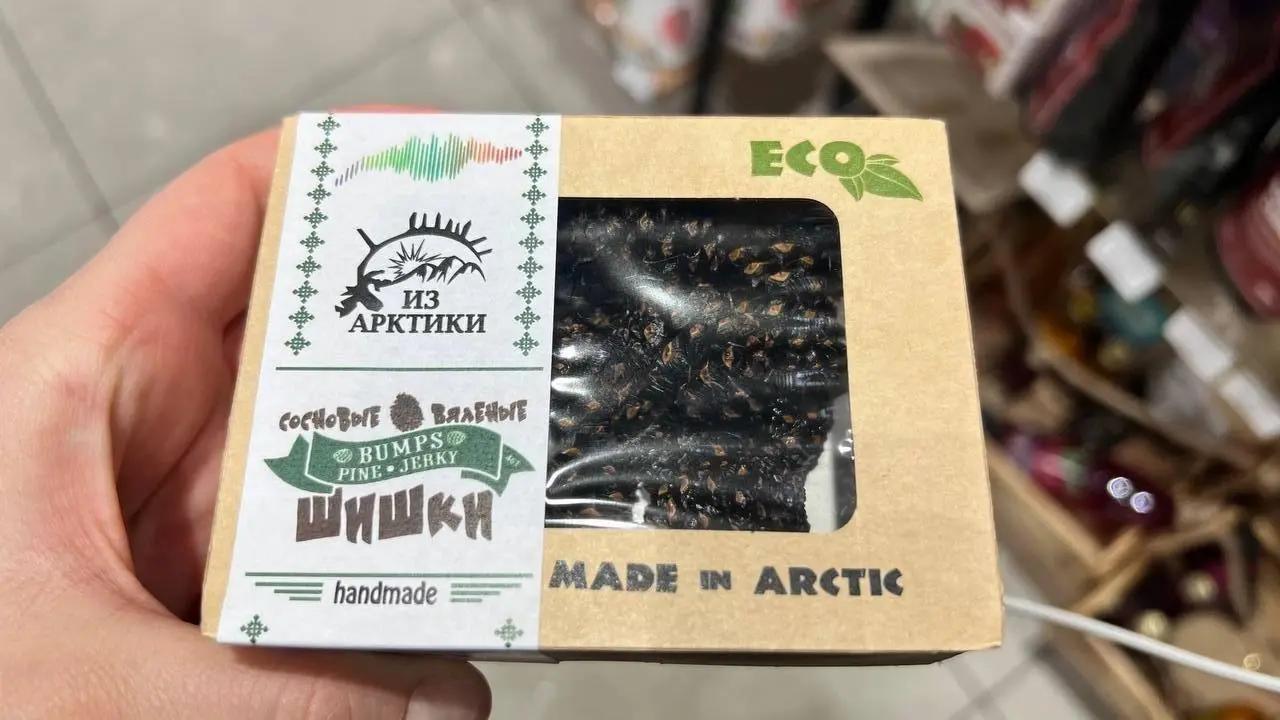 ИЗ
АРКТИКИ
СОСНОВЫЕ ВЯЛЕНЫЕ
BUMPS
PINE • JERKY
ШИШКИ
handmade
ECO
MADE IN ARCTIC